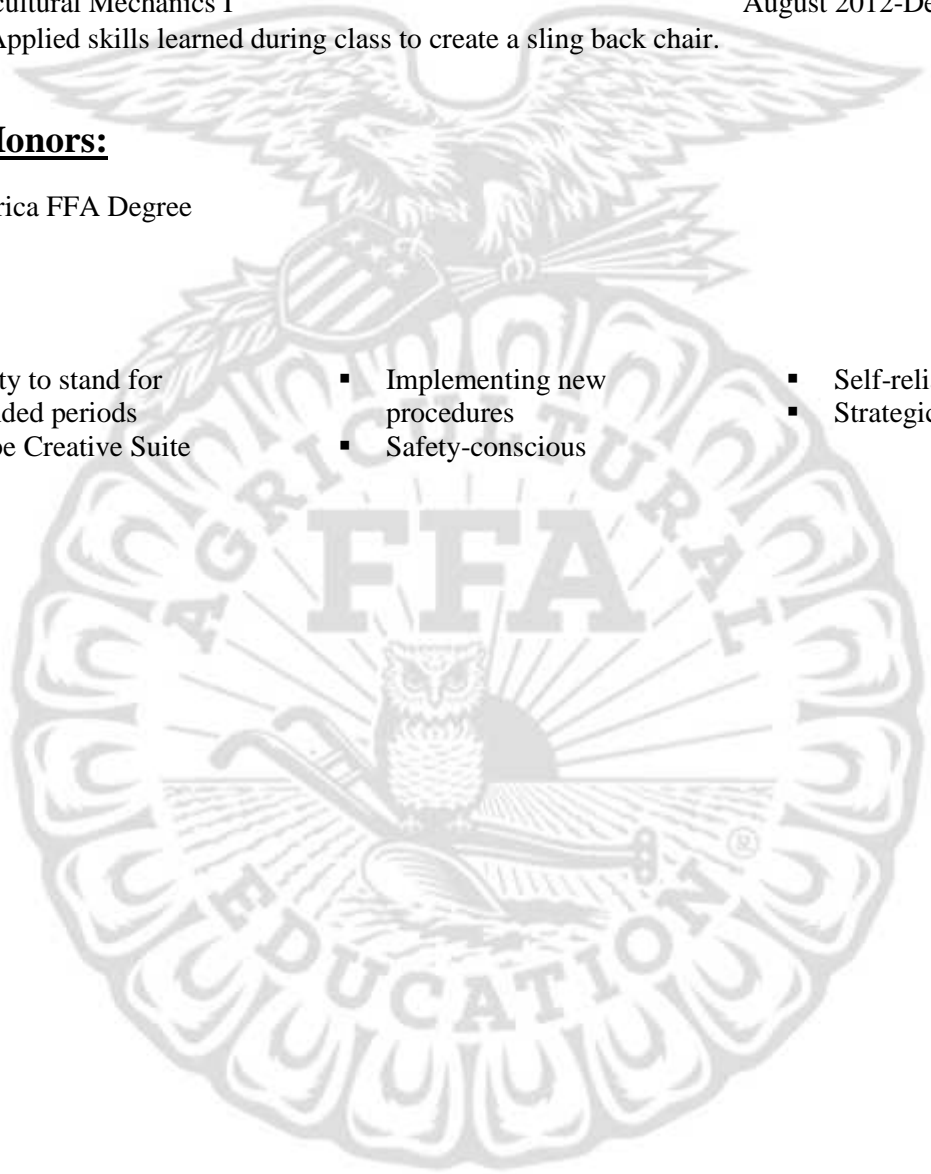 cultural Mechanics I August 2012-De
Applied skills learned during class to create a sling back chair.
Honors:
rica FFA Degree
ty to stand for
ded periods
be Creative Suite
▪ Implementing new
procedures
▪ Safety-conscious
▪ Self-reli
▪ Strategic
AGRICULTURAL
FFA
EDUCATION®